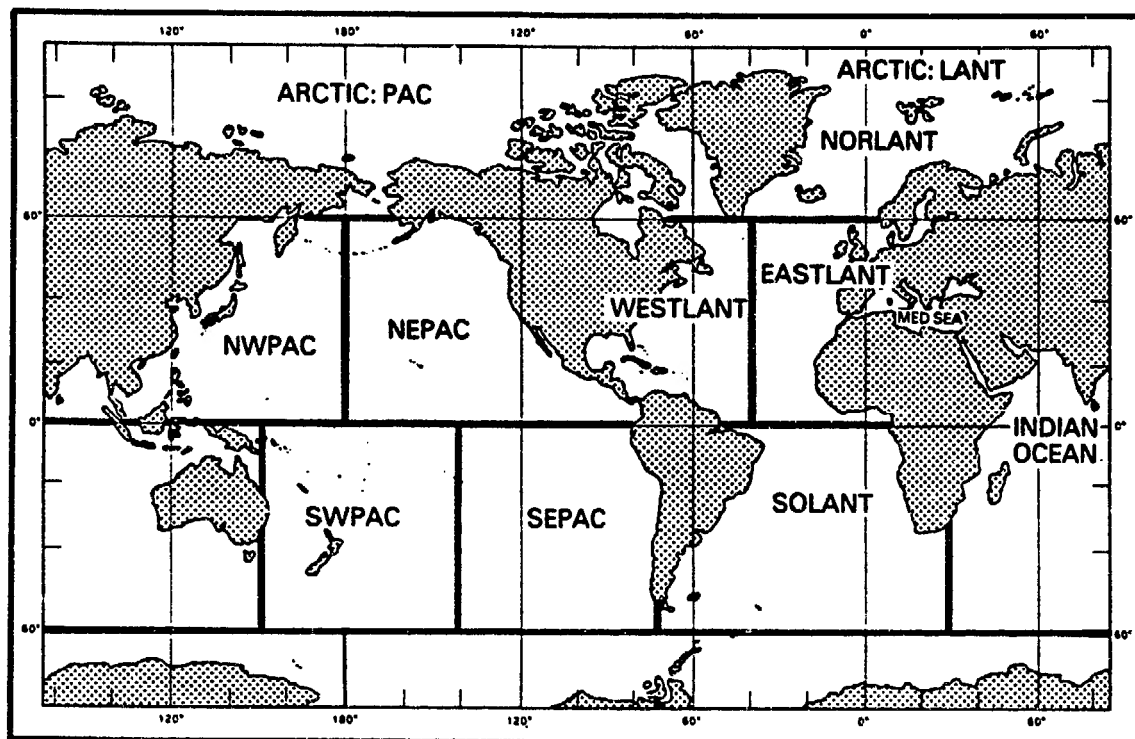 120° 180° 120° 60° 0° 60°
ARCTIC: PAC
ARCTIC: LANT
NORLANT
60° 60°
EASTLANT
WESTLANT
MED SEA
NWPAC
NEPAC
0° 0°
INDIAN
OCEAN
SWPAC
SEPAC
SOLANT
60° 60°
120° 180° 120° 60° 0° 60°